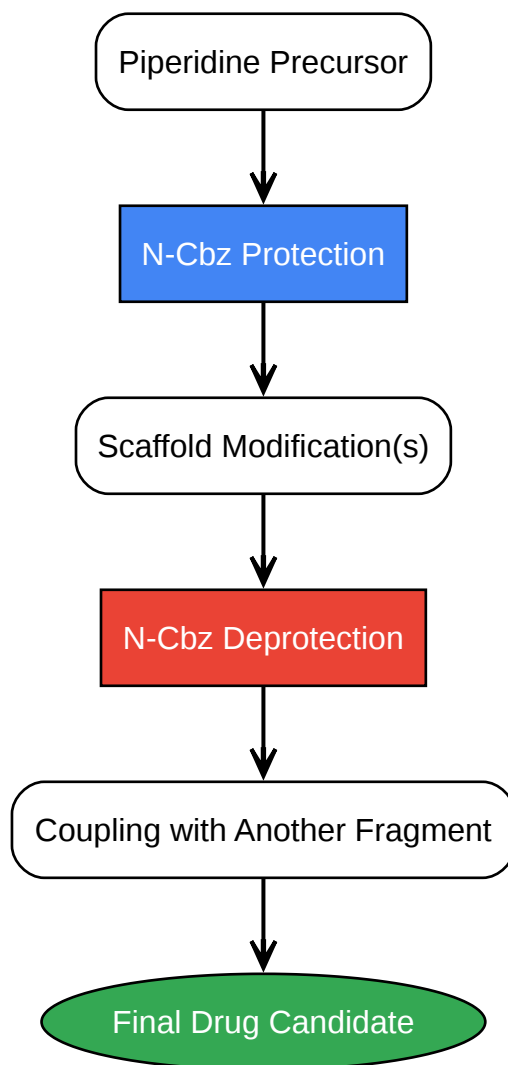 Piperidine Precursor
N-Cbz Protection
Scaffold Modification(s)
N-Cbz Deprotection
Coupling with Another Fragment
Final Drug Candidate